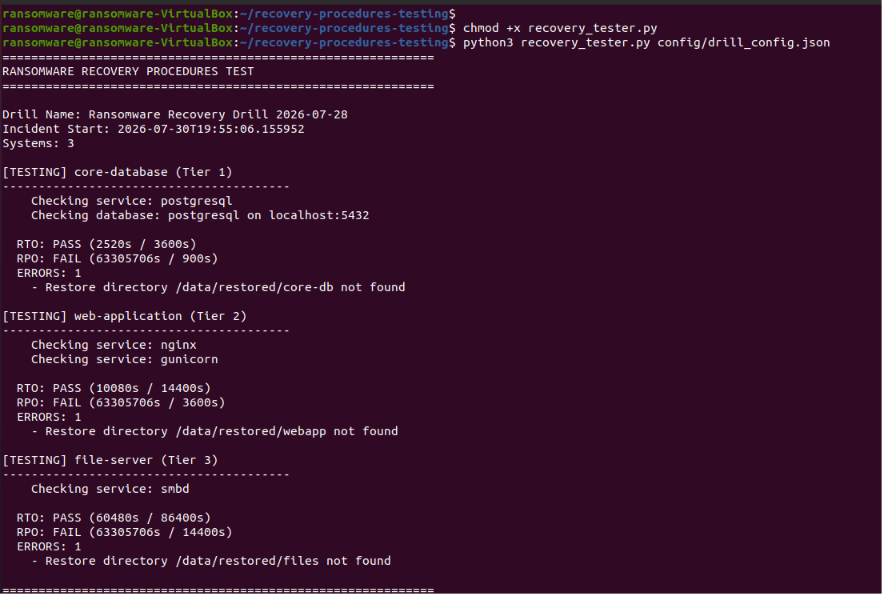 ransomware@ransomware-VirtualBox:~/recovery-procedures-testing$
ransomware@ransomware-VirtualBox:~/recovery-procedures-testing$ chmod +x recovery_tester.py
ransomware@ransomware-VirtualBox:~/recovery-procedures-testing$ python3 recovery_tester.py config/drill_config.json
============================================================
RANSOMWARE RECOVERY PROCEDURES TEST
============================================================
Drill Name: Ransomware Recovery Drill 2026-07-28
Incident Start: 2026-07-30T19:55:06.155952
Systems: 3
[TESTING] core-database (Tier 1)
----------------------------------------
    Checking service: postgresql
    Checking database: postgresql on localhost:5432
  RTO: PASS (2520s / 3600s)
  RPO: FAIL (63305706s / 900s)
  ERRORS: 1
    - Restore directory /data/restored/core-db not found
[TESTING] web-application (Tier 2)
----------------------------------------
    Checking service: nginx
    Checking service: gunicorn
  RTO: PASS (10080s / 14400s)
  RPO: FAIL (63305706s / 3600s)
  ERRORS: 1
    - Restore directory /data/restored/webapp not found
[TESTING] file-server (Tier 3)
----------------------------------------
    Checking service: smbd
  RTO: PASS (60480s / 86400s)
  RPO: FAIL (63305706s / 14400s)
  ERRORS: 1
    - Restore directory /data/restored/files not found
============================================================